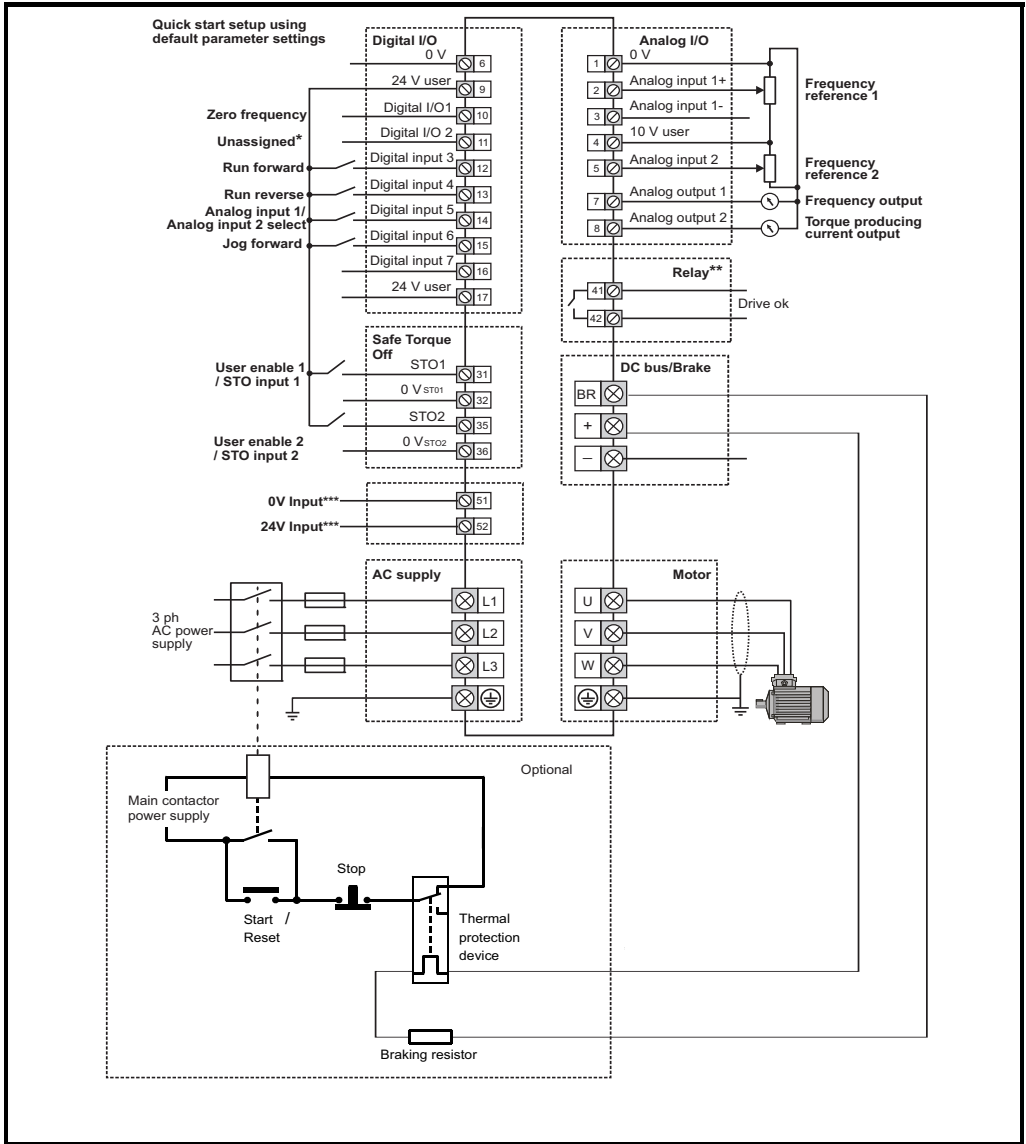 Quick start setup using
default parameter settings
Digital I/O
0 V
6
24 V user
9
Zero frequency
Digital I/O1
10
Unassigned*
Digital I/O 2
11
Run forward
Digital input 3
12
Run reverse
Digital input 4
13
Analog input 1/
Analog input 2 select
Digital input 5
14
Jog forward
Digital input 6
15
Digital input 7
16
24 V user
17
Safe Torque
Off
User enable 1
/ STO input 1
STO1
31
0 V ST01
32
STO2
35
User enable 2
/ STO input 2
0 V STO2
36
0V Input***
51
24V Input***
52
AC supply
3 ph
AC power
supply
L1
L2
L3
Analog I/O
0 V
1
Analog input 1+
2
Frequency
reference 1
Analog input 1-
3
10 V user
4
Analog input 2
5
Frequency
reference 2
Analog output 1
7
Frequency output
Analog output 2
8
Torque producing
current output
Relay**
41
42
Drive ok
DC bus/Brake
BR
+
–
Motor
U
V
W
Optional
Main contactor
power supply
Stop
Start /
Reset
Thermal
protection
device
Braking resistor